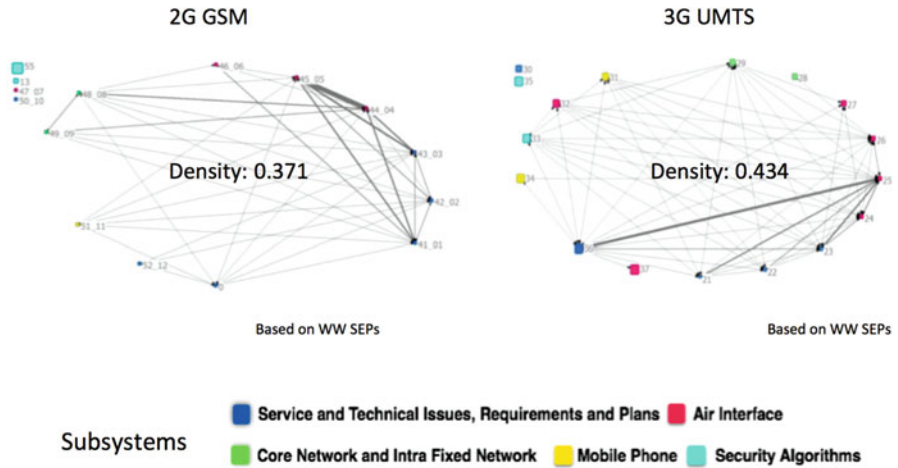 2G GSM
3G UMTS
55
13
47_07
50_10
46_06
45_05
48_08
44_04
49_09
43_03
Density: 0.371
42_02
51_11
41_01
52_12
Based on WW SEPs
30
35
31
29
28
32
27
33
26
Density: 0.434
34
25
24
37
23
22
21
Based on WW SEPs
Subsystems
Service and Technical Issues, Requirements and Plans
Air Interface
Core Network and Intra Fixed Network
Mobile Phone
Security Algorithms